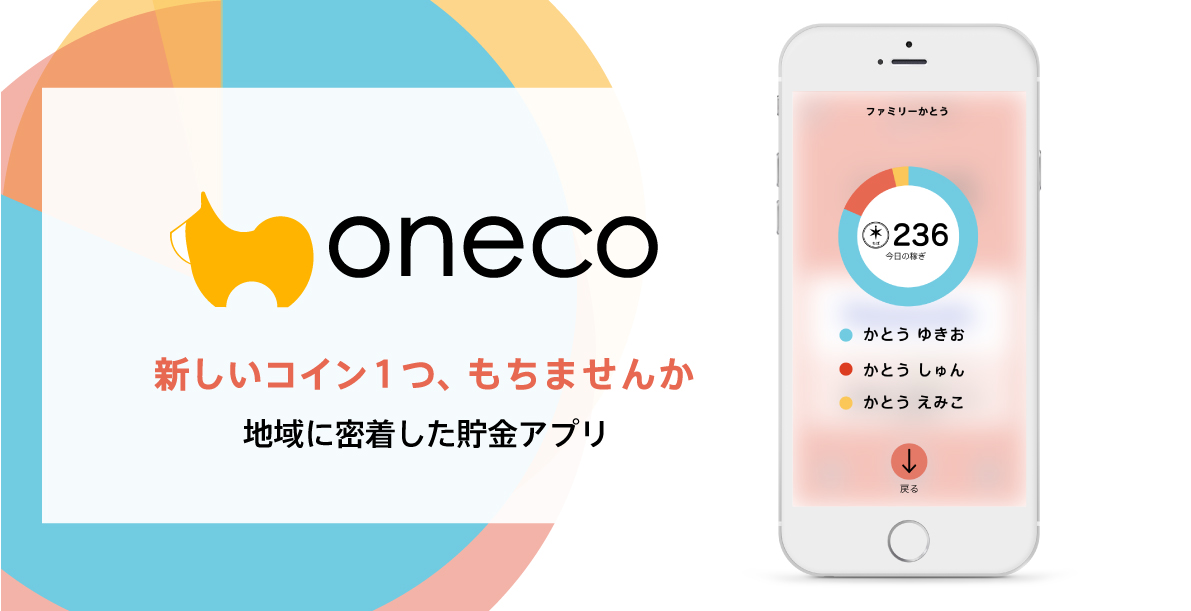 oneco
新しいコイン1つ、もちませんか
地域に密着した貯金アプリ
ファミリーかとう
236
今日の稼ぎ
かとう ゆきお
かとう しゅん
かとう えみこ
戻る